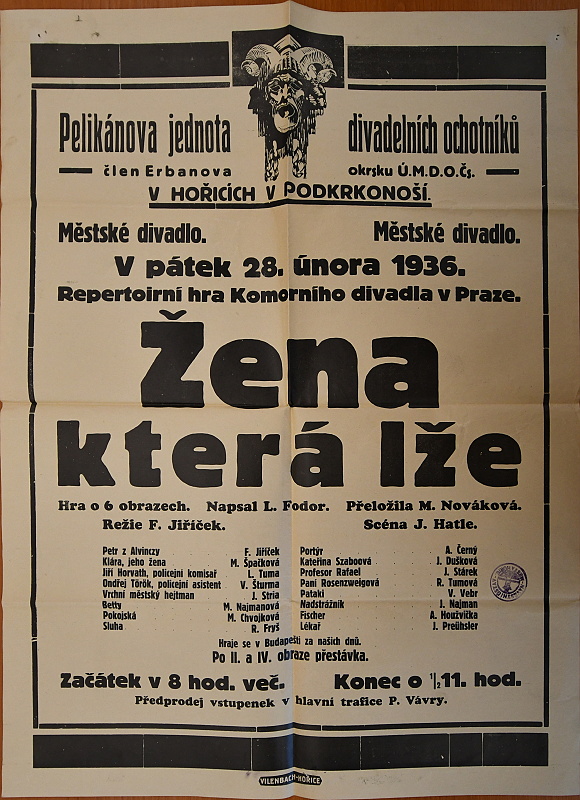 Pelikánova jednota divadelních ochotníků
člen Erbanova okrsku Ú.M.D.O.Čs.
V HOŘICÍCH V PODKRKONOŠÍ.
Městské divadlo. Městské divadlo.
V pátek 28. února 1936.
Repertoirní hra Komorního divadla v Praze.
Žena
která lže
Hra o 6 obrazech. Napsal L. Fodor. Přeložila M. Nováková.
Režie F. Jiříček. Scéna J. Hatle.
Petr z Alvinczy F. Jiříček
Klára, jeho žena M. Špačková
Jiří Horvath, policejní komisař L. Tuma
Ondřej Török, policejní asistent V. Šturma
Vrchní městský hejtman J. Stria
Betty M. Najmanová
Pokojská M. Chvojková
Sluha R. Fryš
Portýr A. Černý
Kateřina Szaboová J. Dušková
Profesor Rafael J. Stárek
Paní Rosenzweigová R. Tumová
Pataki V. Vebr
Nadstrážník J. Najman
Fischer A. Houžvička
Lékař J. Preühsler
Hraje se v Budapešti za našich dnů.
Po II. a IV. obraze přestávka.
Začátek v 8 hod. več. Konec o 1/2 11. hod.
Předprodej vstupenek v hlavní trafice P. Vávry.
VILENBACH-HOŘICE